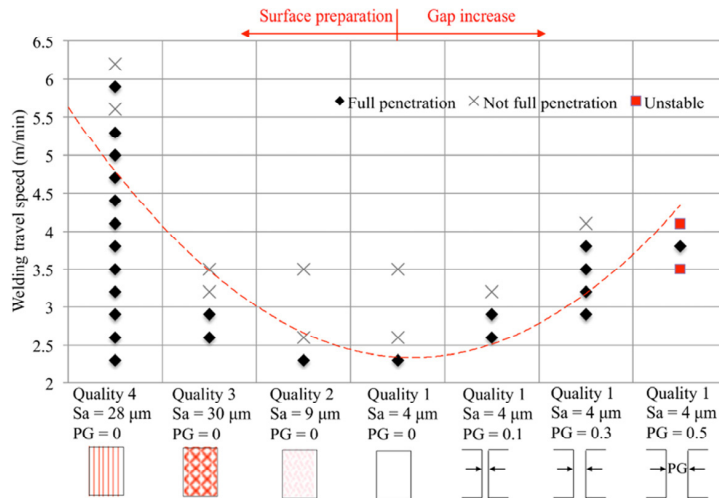 Surface preparation Gap increase
6.5
6
5.5
5
4.5
4
3.5
3
2.5
2
Welding travel speed (m/min)
Full penetration Not full penetration Unstable
Quality 4 Quality 3 Quality 2 Quality 1 Quality 1 Quality 1 Quality 1
Sa = 28 μm Sa = 30 μm Sa = 9 μm Sa = 4 μm Sa = 4 μm Sa = 4 μm Sa = 4 μm
PG = 0 PG = 0 PG = 0 PG = 0 PG = 0.1 PG = 0.3 PG = 0.5
PG